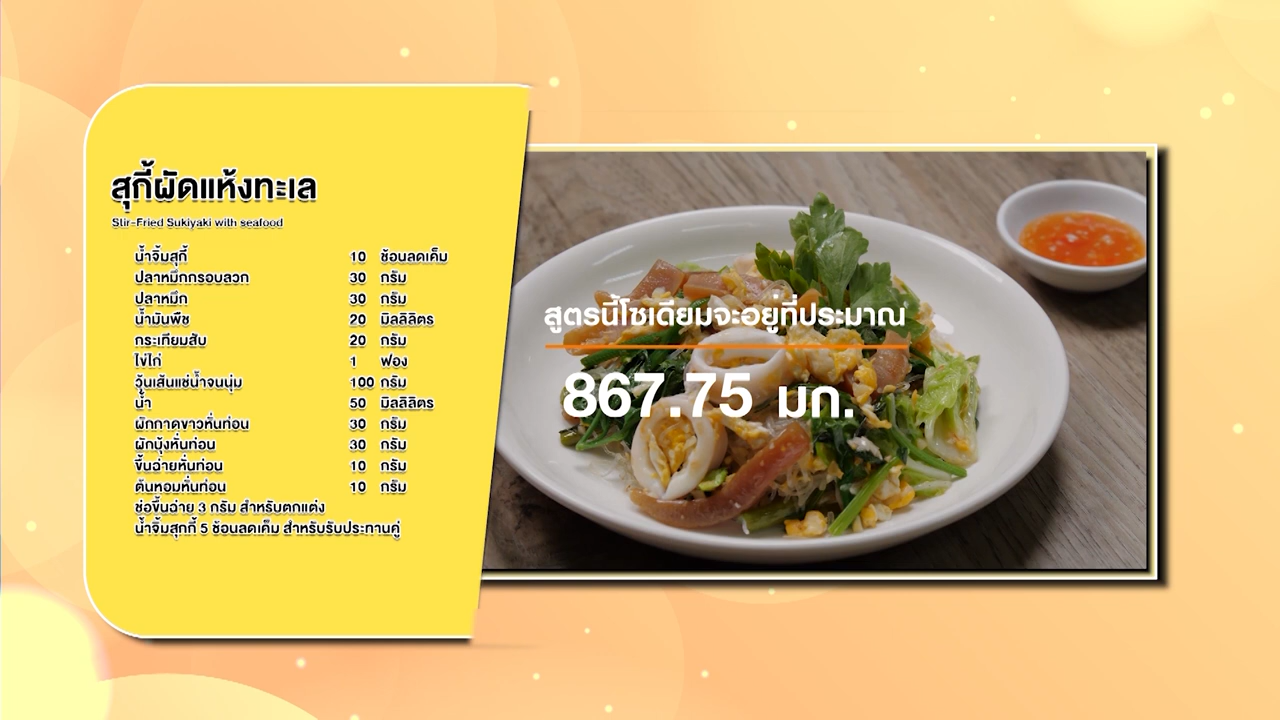 สุกี้ผัดแห้งทะเล
Stir-Fried Sukiyaki with seafood
น้ำจิ้มสุกี้ 10 ช้อนลดเค็ม
ปลาหมึกกรอบลวก 30 กรัม
ปลาหมึก 30 กรัม
น้ำมันพืช 20 มิลลิลิตร
กระเทียมสับ 20 กรัม
ไข่ไก่ 1 ฟอง
วุ้นเส้นแช่น้ำจนนุ่ม 100 กรัม
น้ำ 50 มิลลิลิตร
ผักกาดขาวหั่นท่อน 30 กรัม
ผักบุ้งหั่นท่อน 30 กรัม
ขึ้นฉ่ายหั่นท่อน 10 กรัม
ต้นหอมหั่นท่อน 10 กรัม
ช่อขึ้นฉ่าย 3 กรัม สำหรับตกแต่ง
น้ำจิ้มสุกี้ 5 ช้อนลดเค็ม สำหรับรับประทานคู่
สูตรนี้โซเดียมจะอยู่ที่ประมาณ
867.75 มก.